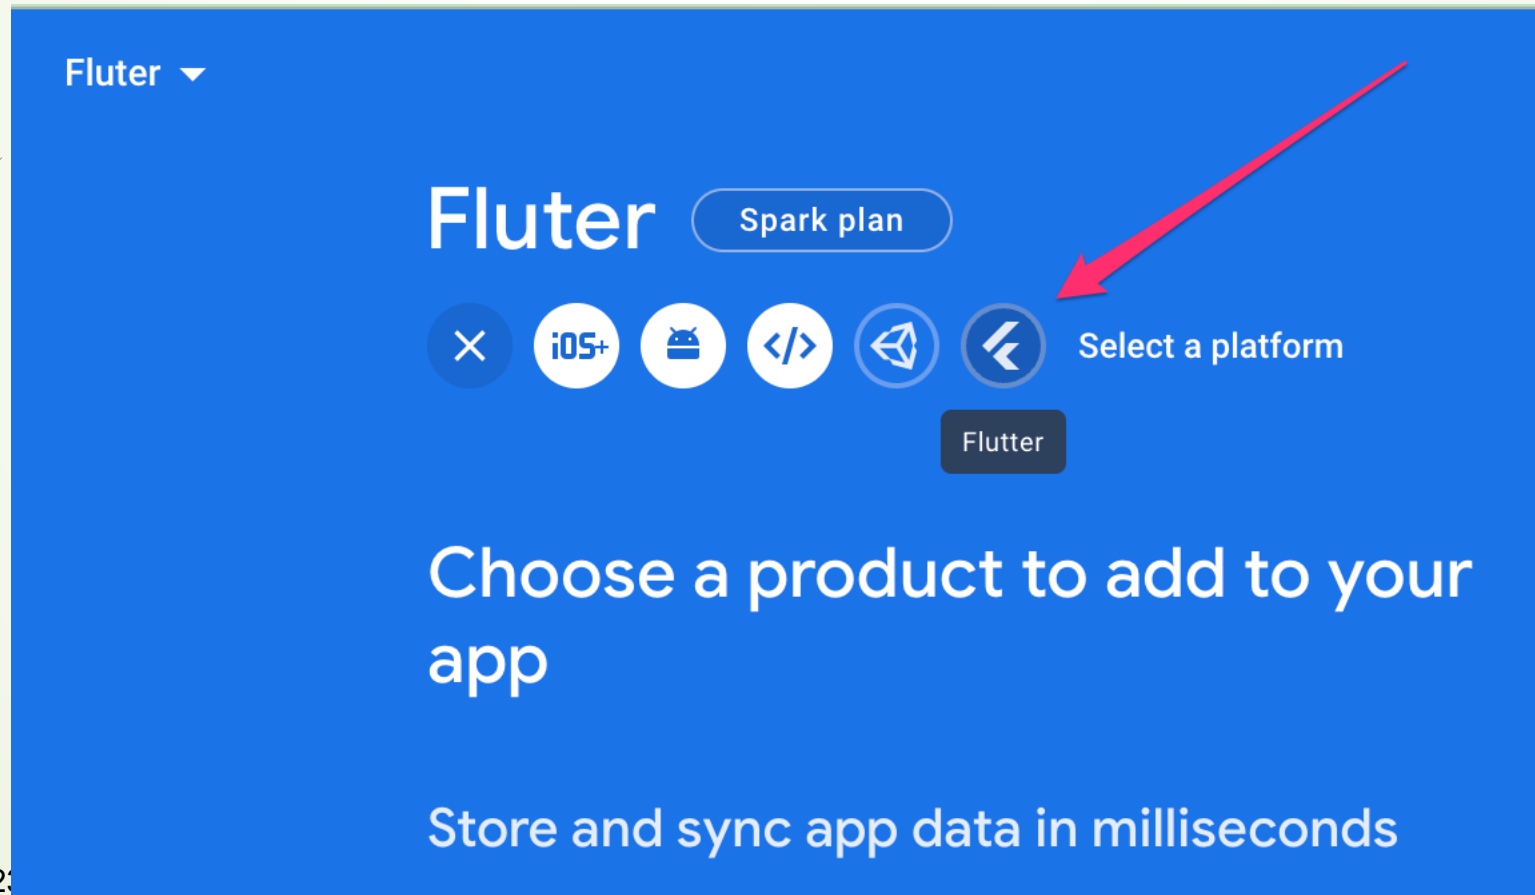 Fluter
Fluter Spark plan
iOS+ </> Select a platform
Flutter
Choose a product to add to your
app
Store and sync app data in milliseconds